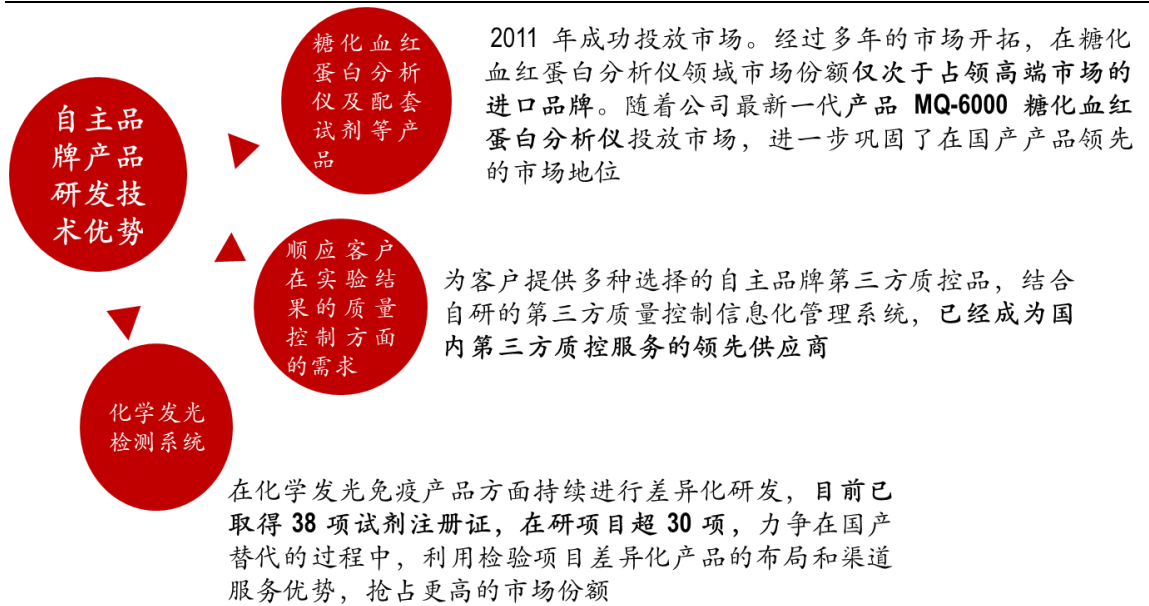 自主品
牌产品
研发技
术优势
糖化血红
蛋白分析
仪及配套
试剂等产
品
2011 年成功投放市场。经过多年的市场开拓，在糖化
血红蛋白分析仪领域市场份额仅次于占领高端市场的
进口品牌。随着公司最新一代产品 MQ-6000 糖化血红
蛋白分析仪投放市场，进一步巩固了在国产产品领先
的市场地位
顺应客户
在实验结
果的质量
控制方面
的需求
为客户提供多种选择的自主品牌第三方质控品，结合
自研的第三方质量控制信息化管理系统，已经成为国
内第三方质控服务的领先供应商
化学发光
检测系统
在化学发光免疫产品方面持续进行差异化研发，目前已
取得 38 项试剂注册证，在研项目超 30 项，力争在国产
替代的过程中，利用检验项目差异化产品的布局和渠道
服务优势，抢占更高的市场份额